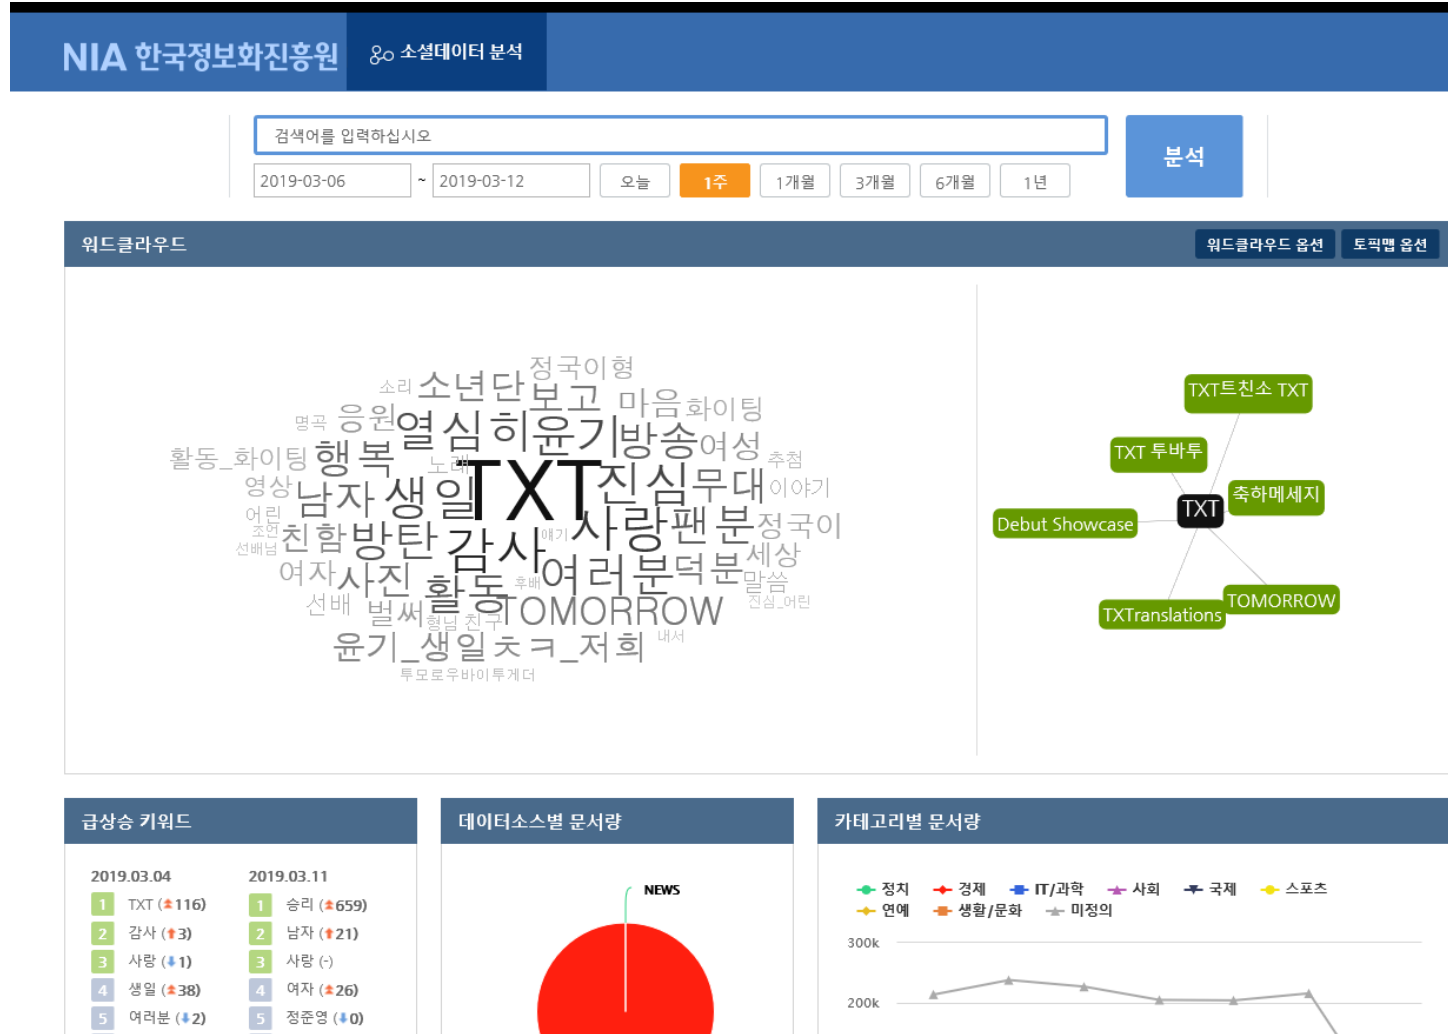 NIA 한국정보화진흥원 소셜데이터 분석
검색어를 입력하십시오
분석
2019-03-06 ~ 2019-03-12 오늘 1주 1개월 3개월 6개월 1년
워드클라우드 워드클라우드 옵션 토픽맵 옵션
정국이형
소리 소년단 보고 마음 화이팅
명곡 응원 열심히 윤기 방송 여성
활동_화이팅 행복 노래 TXT 진심 무대 추첨
영상 남자 생일 이야기
어린 조언 친함 방탄 감사 얘기 사랑 팬분 정국이
선배님 세상
여자 사진 활동 후배 여러분 덕분 말씀
선배 벌써 형님 친구 TOMORROW 진심_어린
윤기_생일 ㅊㅋ_저희 내서
투모로우바이투게더
TXT트친소 TXT
TXT 투바투
축하메세지
TXT
Debut Showcase
TOMORROW
TXTranslations
급상승 키워드
2019.03.04 2019.03.11
1 TXT (116) 1 승리 (659)
2 감사 (3) 2 남자 (21)
3 사랑 (1) 3 사랑 (-)
4 생일 (38) 4 여자 (26)
5 여러분 (2) 5 정준영 (0)
데이터소스별 문서량
NEWS
카테고리별 문서량
정치 경제 IT/과학 사회 국제 스포츠
연예 생활/문화 미정의
300k
200k